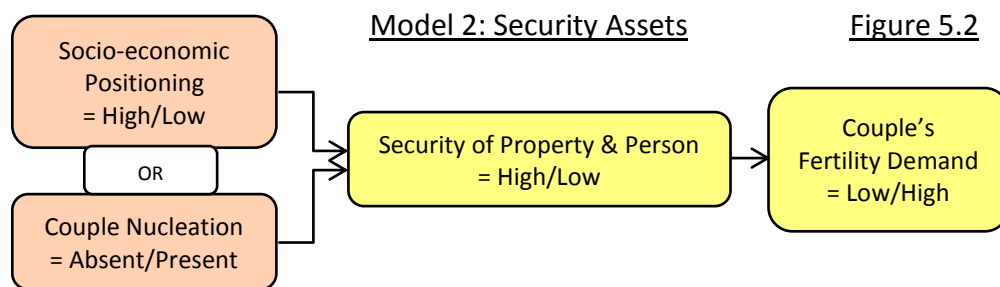 Model 2: Security Assets
Figure 5.2
Socio-economic
Positioning
= High/Low
OR
Couple Nucleation
= Absent/Present
Security of Property & Person
= High/Low
Couple’s
Fertility Demand
= Low/High